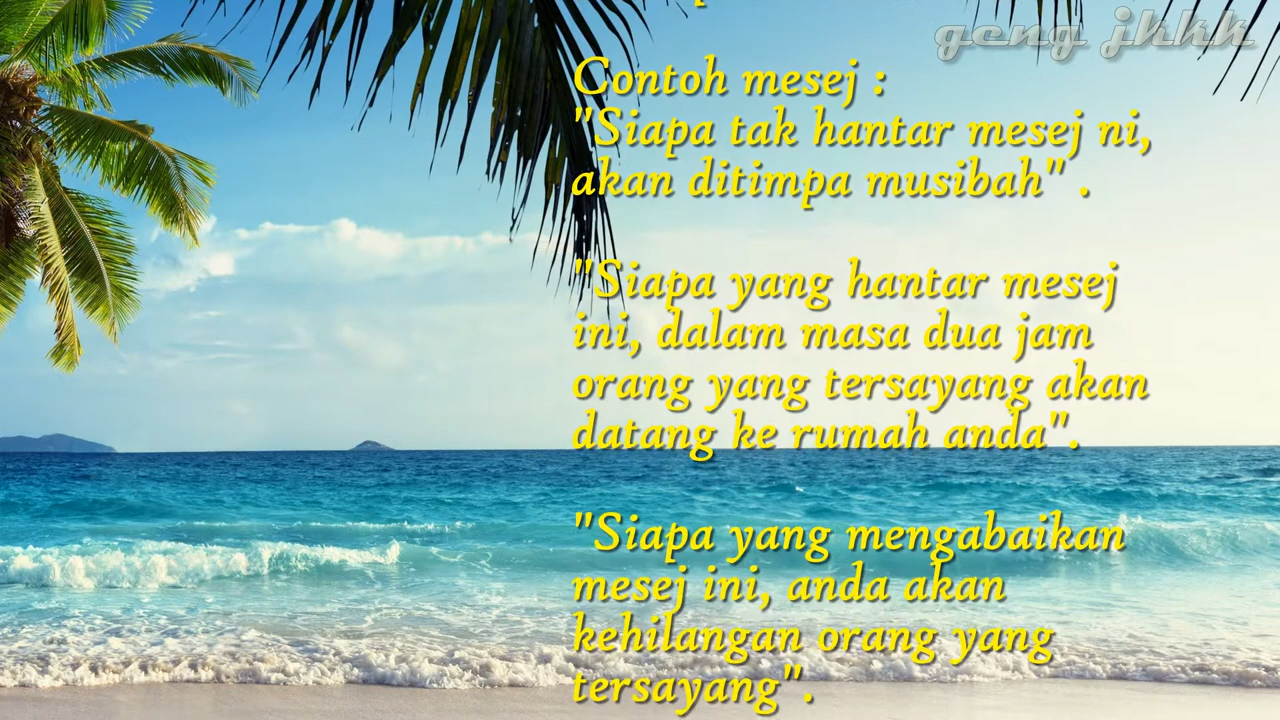 geng jkkk
Contoh mesej :
"Siapa tak hantar mesej ni,
akan ditimpa musibah" .
"Siapa yang hantar mesej
ini, dalam masa dua jam
orang yang tersayang akan
datang ke rumah anda".
"Siapa yang mengabaikan
mesej ini, anda akan
kehilangan orang yang
tersayang".